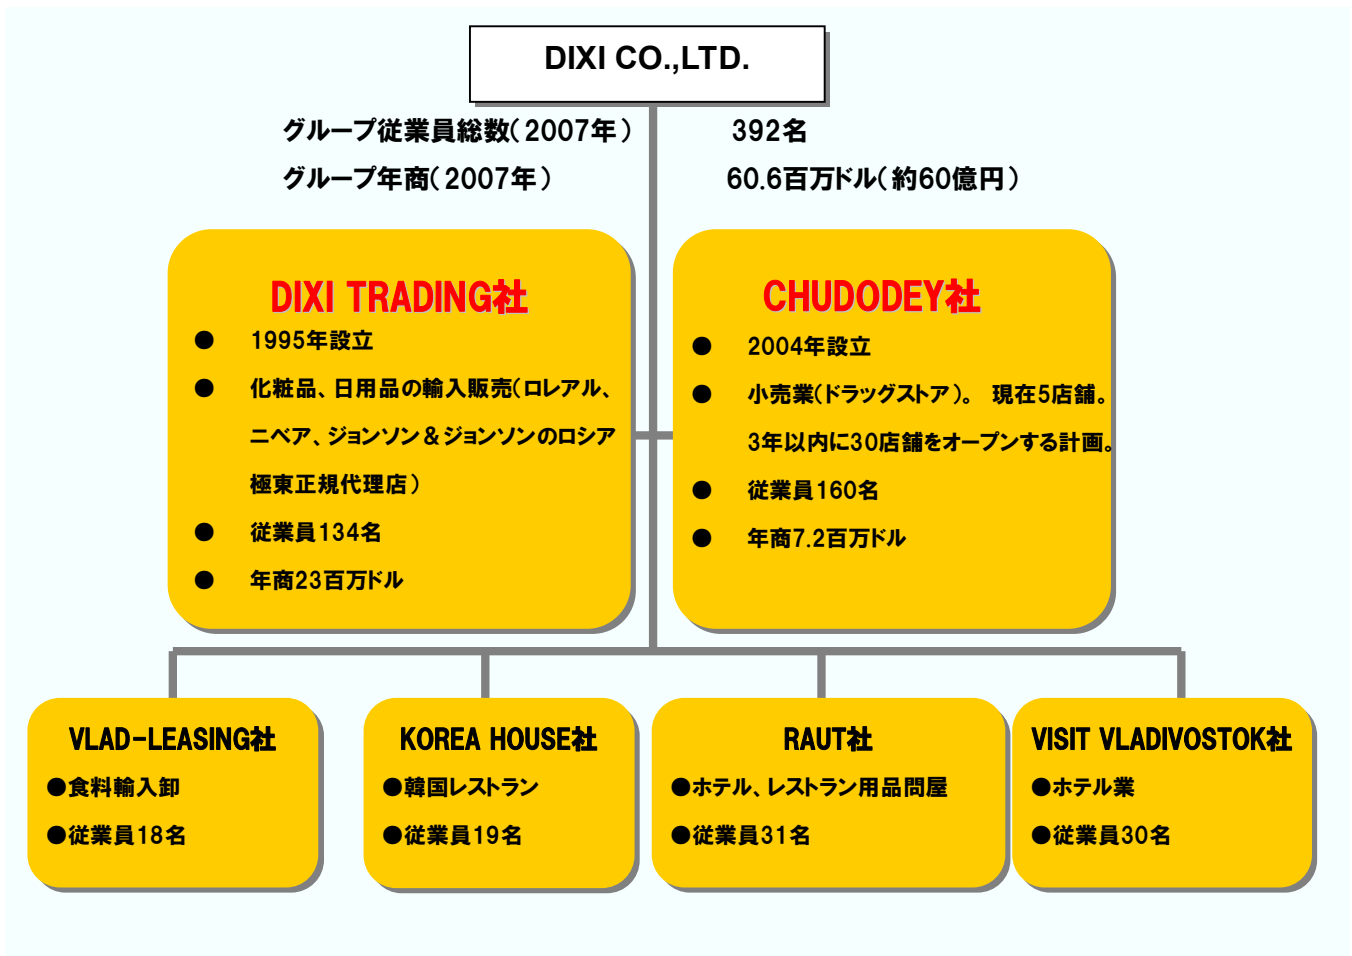 DIXI CO.,LTD.
グループ従業員総数(2007年) 392名
グループ年商(2007年) 60.6百万ドル(約60億円)
DIXI TRADING社
● 1995年設立
● 化粧品、日用品の輸入販売(ロレアル、
ニベア、ジョンソン&ジョンソンのロシア
極東正規代理店)
● 従業員134名
● 年商23百万ドル
CHUDODEY社
● 2004年設立
● 小売業(ドラッグストア)。 現在5店舗。
3年以内に30店舗をオープンする計画。
● 従業員160名
● 年商7.2百万ドル
VLAD-LEASING社
●食料輸入卸
●従業員18名
KOREA HOUSE社
●韓国レストラン
●従業員19名
RAUT社
●ホテル、レストラン用品問屋
●従業員31名
VISIT VLADIVOSTOK社
●ホテル業
●従業員30名